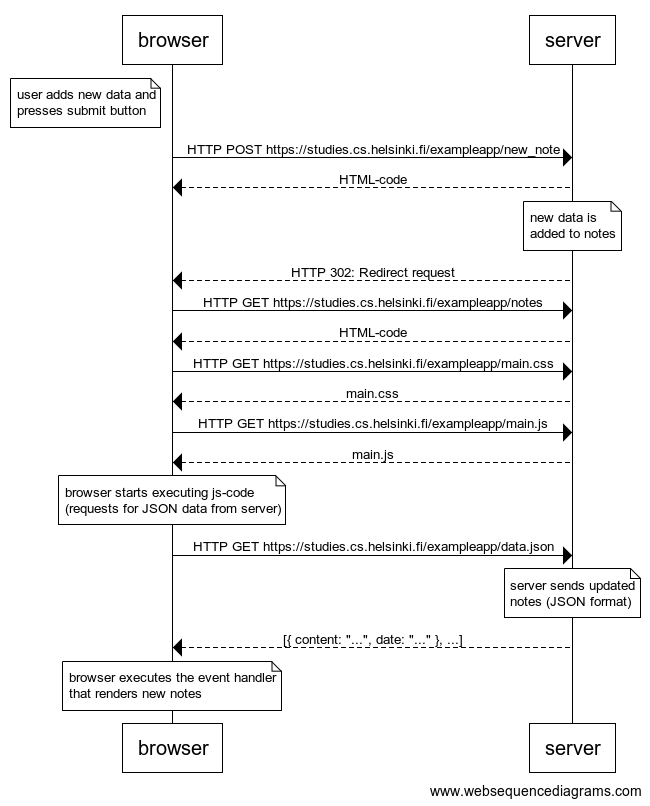 browser
server
user adds new data and
presses submit button
HTTP POST https://studies.cs.helsinki.fi/exampleapp/new_note
HTML-code
new data is
added to notes
HTTP 302: Redirect request
HTTP GET https://studies.cs.helsinki.fi/exampleapp/notes
HTML-code
HTTP GET https://studies.cs.helsinki.fi/exampleapp/main.css
main.css
HTTP GET https://studies.cs.helsinki.fi/exampleapp/main.js
main.js
browser starts executing js-code
(requests for JSON data from server)
HTTP GET https://studies.cs.helsinki.fi/exampleapp/data.json
server sends updated
notes (JSON format)
[{ content: "...", date: "..." }, ...]
browser executes the event handler
that renders new notes
browser
server
www.websequencediagrams.com